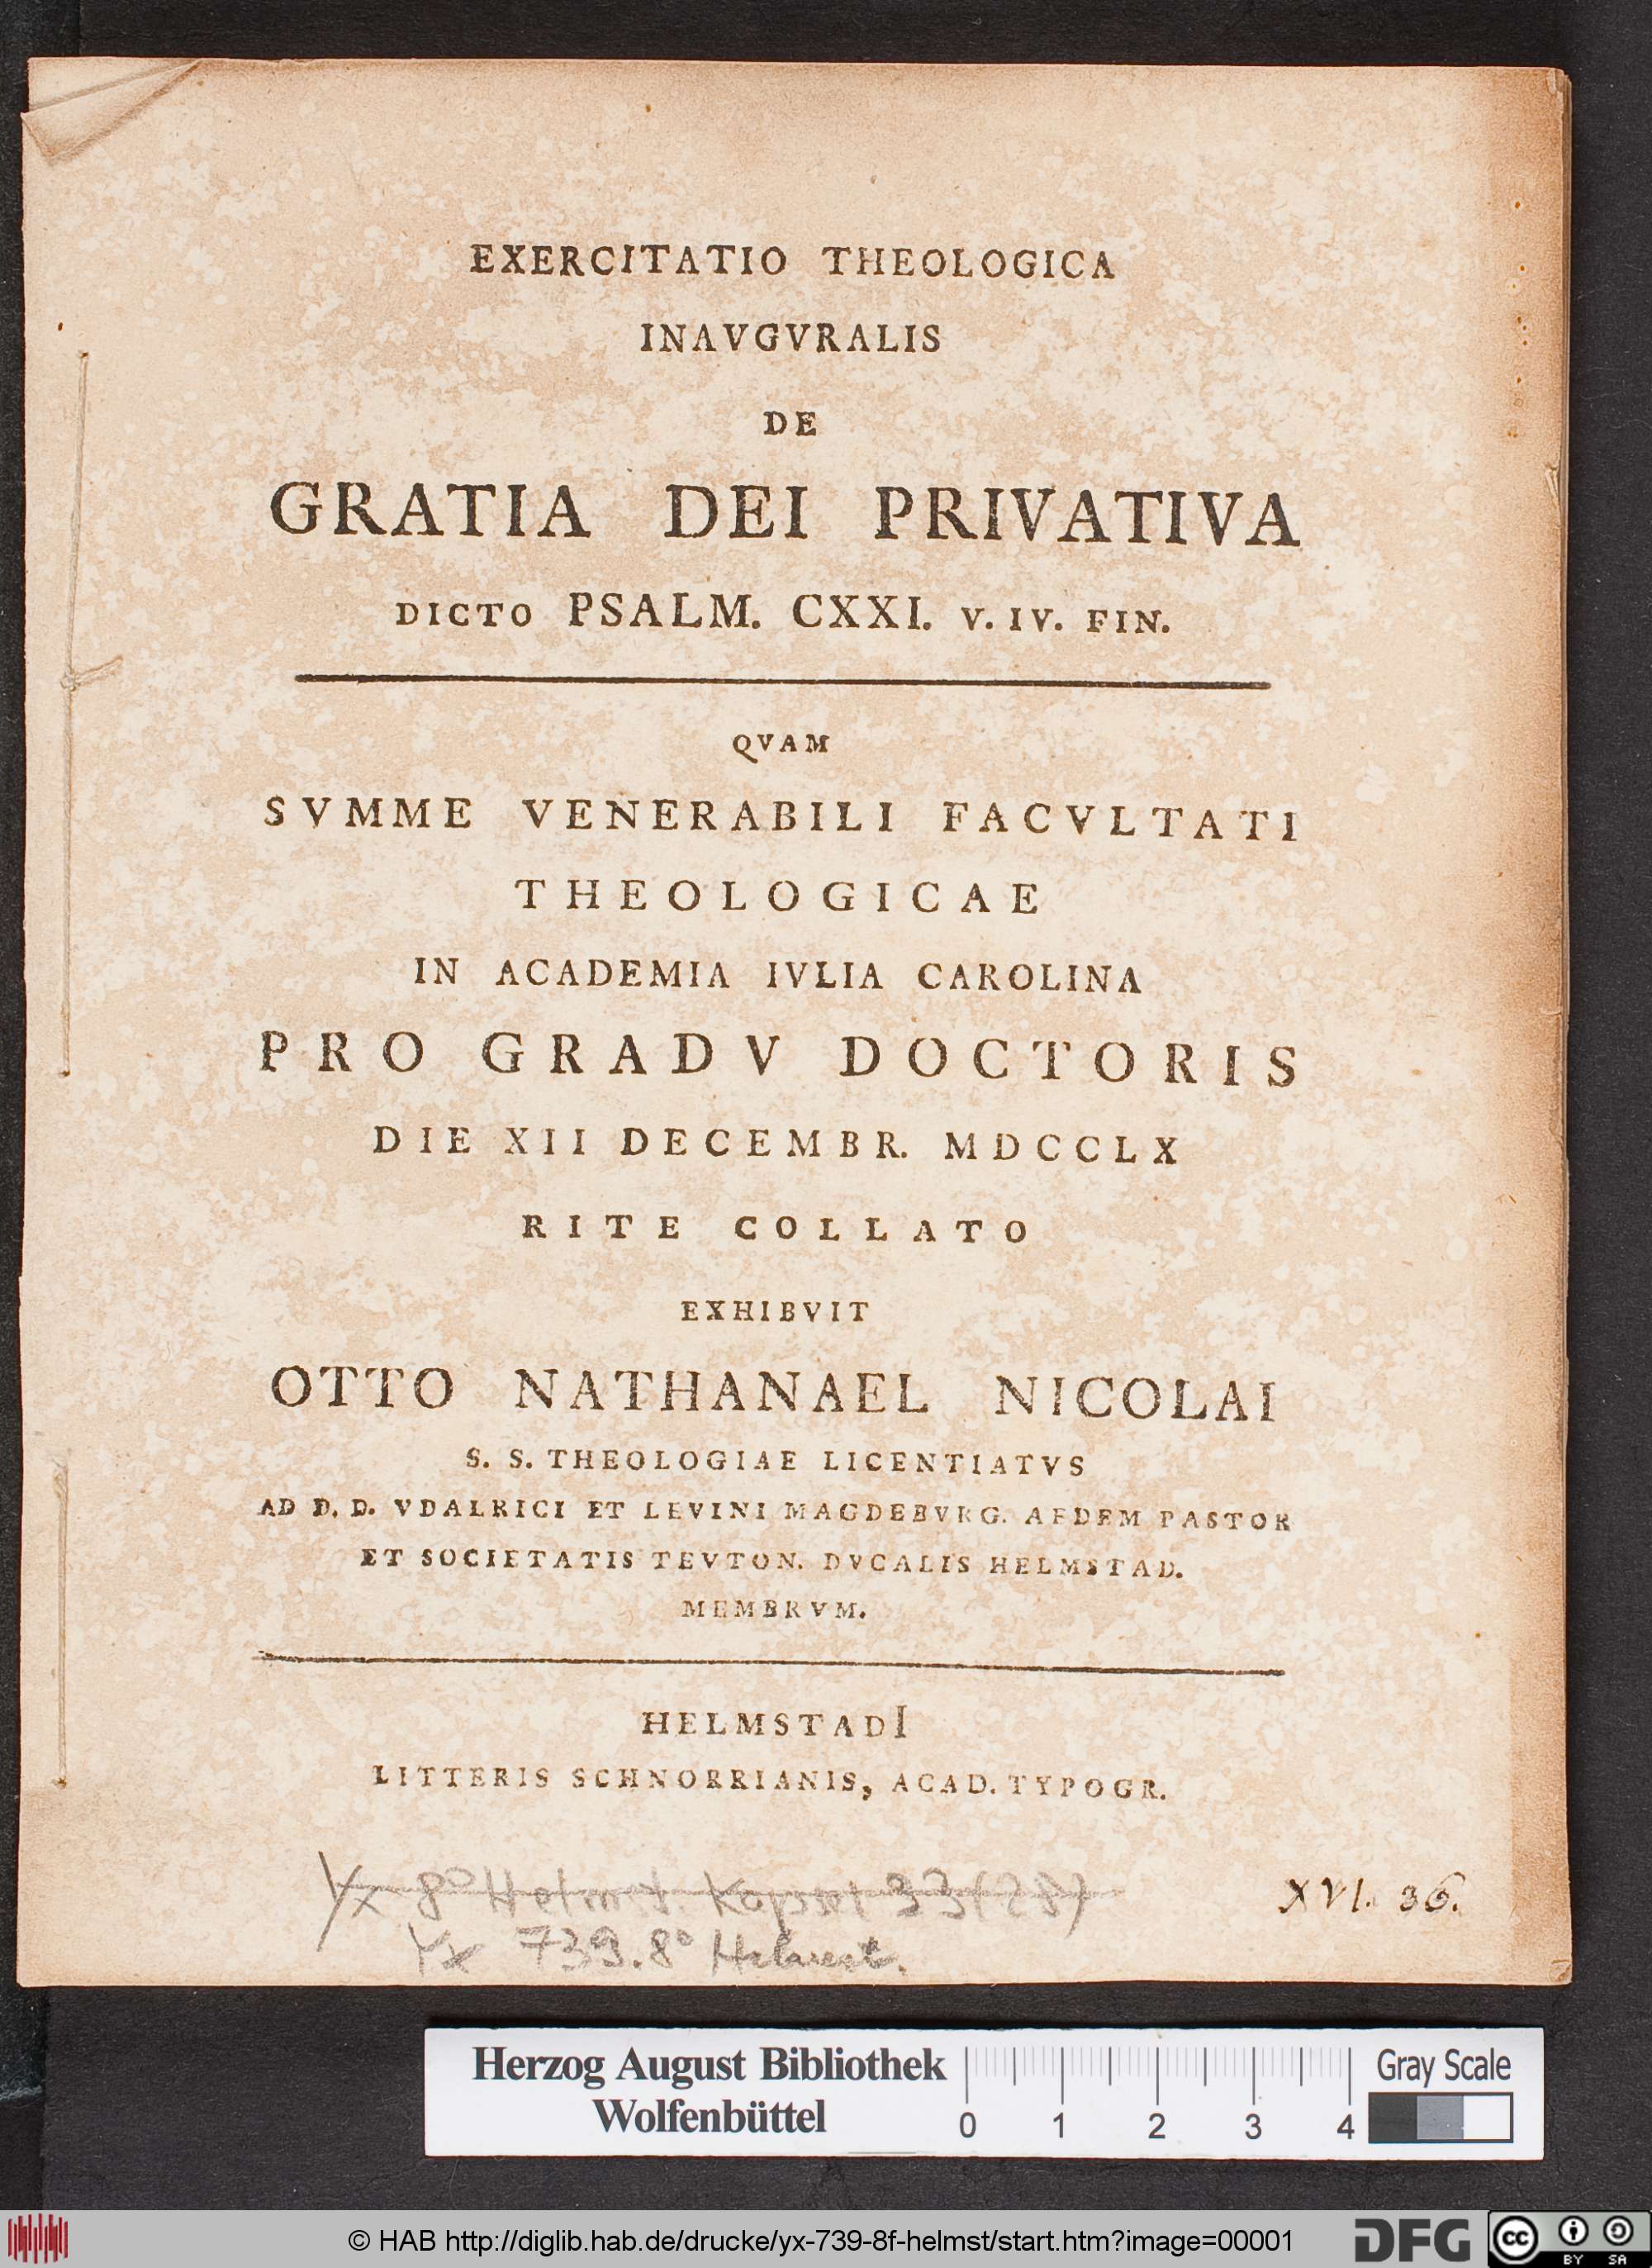 EXERCITATIO THEOLOGICA
INAVGVRALIS
DE
GRATIA DEI PRIVATIVA
DICTO PSALM. CXXI. V. IV. FIN.
QVAM
SVMME VENERABILI FACVLTATI
THEOLOGICAE
IN ACADEMIA IVLIA CAROLINA
PRO GRADV DOCTORIS
DIE XII DECEMBR. MDCCLX
RITE COLLATO
EXHIBVIT
OTTO NATHANAEL NICOLAI
S. S. THEOLOGIAE LICENTIATVS
AD D. D. VDALRICI ET LEVINI MAGDEBVRG. AEDEM PASTOR
ET SOCIETATIS TEVTON. DVCALIS HELMSTAD.
MEMBRVM.
HELMSTADI
LITTERIS SCHNORRIANIS, ACAD. TYPOGR.
Yx 8° Helmst. Kapsel 33(28)
XVI. 36.
Yx 739.8° Helmst.
Herzog August Bibliothek
Wolfenbüttel
0 1 2 3 4
Gray Scale
© HAB http://diglib.hab.de/drucke/yx-739-8f-helmst/start.htm?image=00001
DFG
cc BY SA